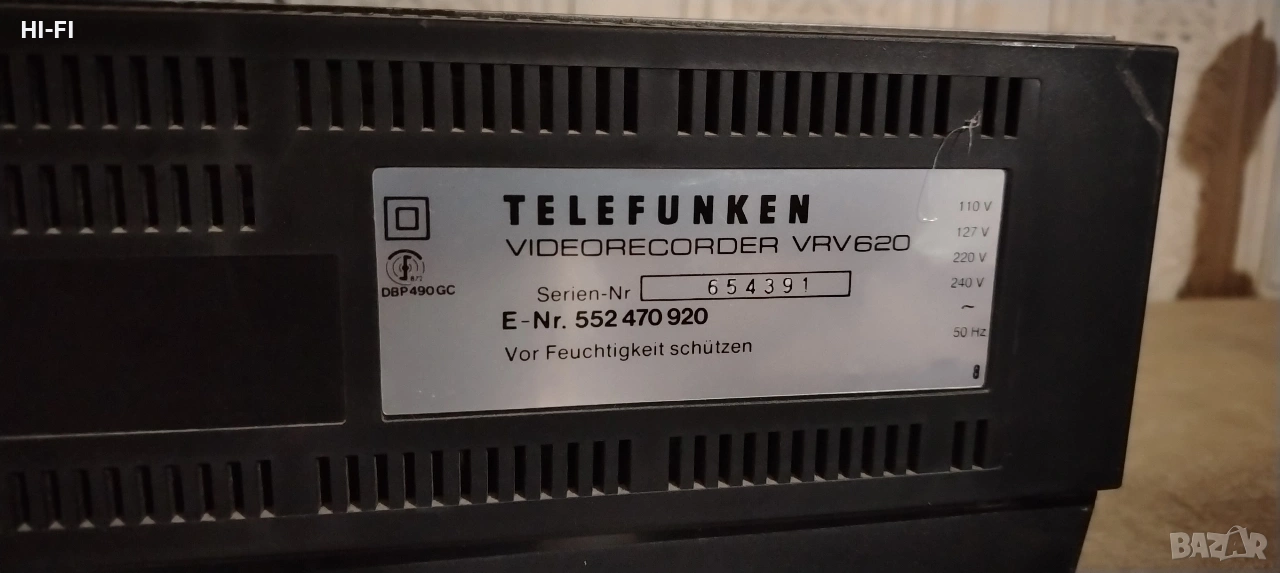 HI-FI
TELEFUNKEN
VIDEORECORDER VRV620
Serien-Nr 654391
E-Nr. 552 470 920
Vor Feuchtigkeit schützen
DBP490GC
110 V
127 V
220 V
240 V
~
50 Hz
8
BAZAR